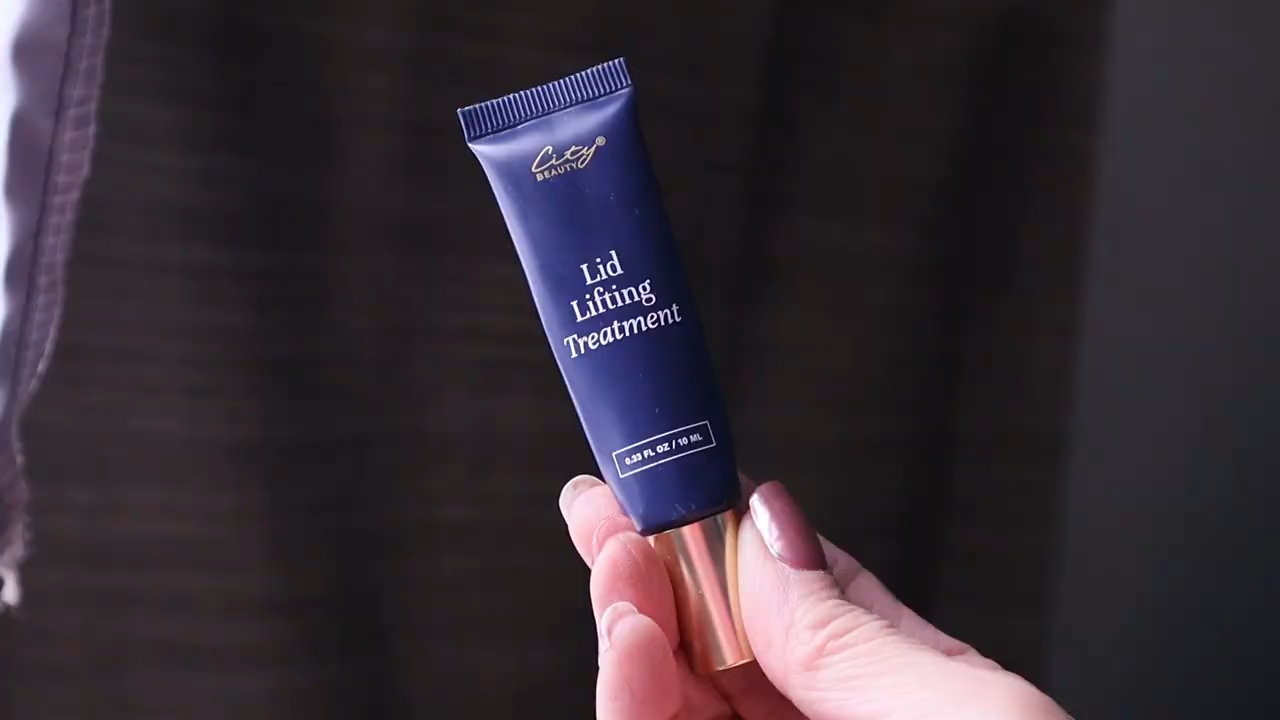 City®
BEAUTY
Lid
Lifting
Treatment
0.33 FL OZ / 10 ML